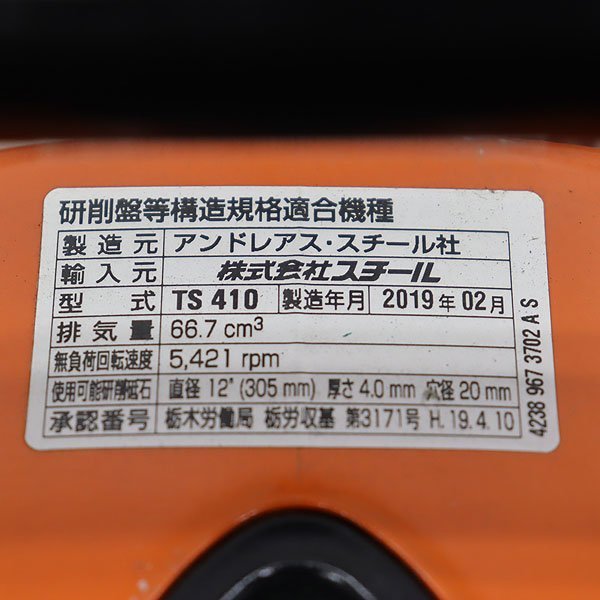 研削盤等構造規格適合機種
製造元 アンドレアス・スチール社
輸入元 株式会社スチール
型式 TS 410 製造年月 2019年 02月
排気量 66.7 cm³
無負荷回転速度 5,421 rpm
使用可能研削砥石 直径 12" (305 mm) 厚さ 4.0 mm 穴径 20 mm
承認番号 栃木労働局 栃労収基 第3171号 H.19.4.10
4238 967 3702 A S